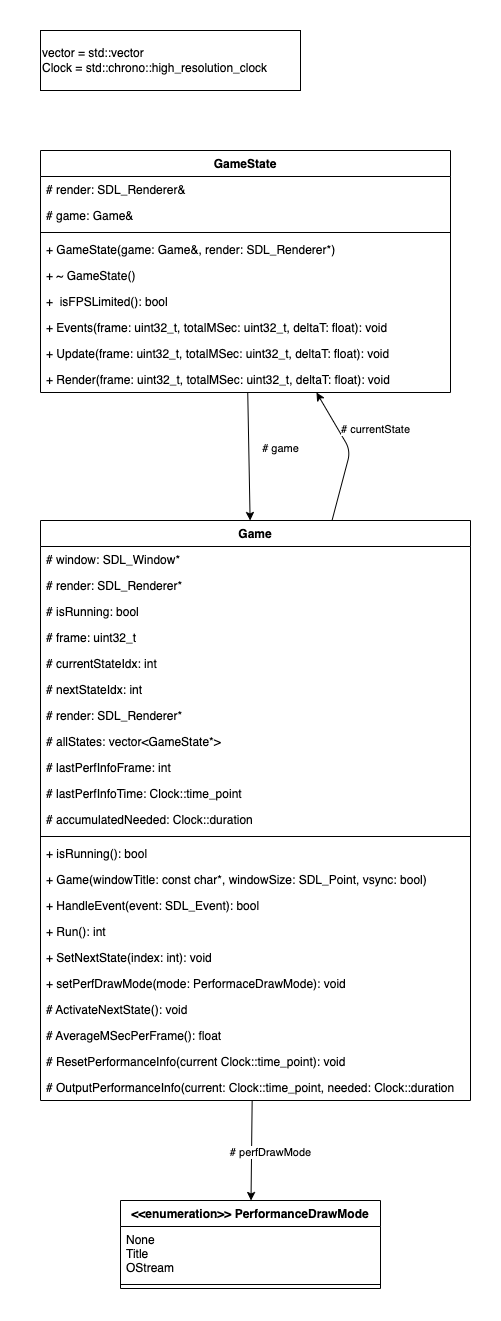 vector = std::vector
Clock = std::chrono::high_resolution_clock
GameState
# render: SDL_Renderer&
# game: Game&
+ GameState(game: Game&, render: SDL_Renderer*)
+ ~ GameState()
+  isFPSLimited(): bool
+ Events(frame: uint32_t, totalMSec: uint32_t, deltaT: float): void
+ Update(frame: uint32_t, totalMSec: uint32_t, deltaT: float): void
+ Render(frame: uint32_t, totalMSec: uint32_t, deltaT: float): void
# currentState
# game
Game
# window: SDL_Window*
# render: SDL_Renderer*
# isRunning: bool
# frame: uint32_t
# currentStateIdx: int
# nextStateIdx: int
# render: SDL_Renderer*
# allStates: vector<GameState*>
# lastPerfInfoFrame: int
# lastPerfInfoTime: Clock::time_point
# accumulatedNeeded: Clock::duration
+ isRunning(): bool
+ Game(windowTitle: const char*, windowSize: SDL_Point, vsync: bool)
+ HandleEvent(event: SDL_Event): bool
+ Run(): int
+ SetNextState(index: int): void
+ setPerfDrawMode(mode: PerformaceDrawMode): void
# ActivateNextState(): void
# AverageMSecPerFrame(): float
# ResetPerformanceInfo(current Clock::time_point): void
# OutputPerformanceInfo(current: Clock::time_point, needed: Clock::duration
# perfDrawMode
<<enumeration>> PerformanceDrawMode
None
Title
OStream